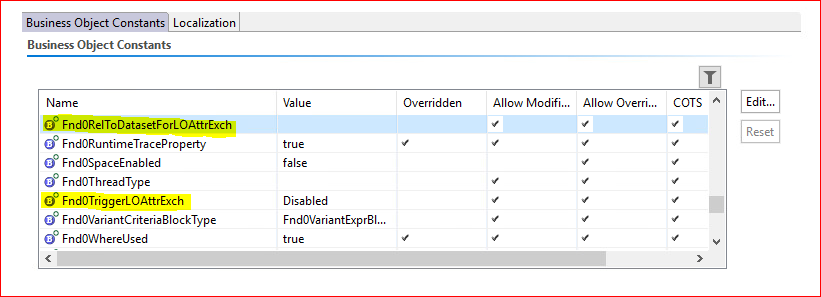 Business Object Constants Localization
Business Object Constants
Name Value Overridden Allow Modifi... Allow Overri... COTS
Fnd0RelToDatasetForLOAttrExch
Fnd0RuntimeTraceProperty true
Fnd0SpaceEnabled false
Fnd0ThreadType
Fnd0TriggerLOAttrExch Disabled
Fnd0VariantCriteriaBlockType Fnd0VariantExprBl...
Fnd0WhereUsed true
Edit...
Reset